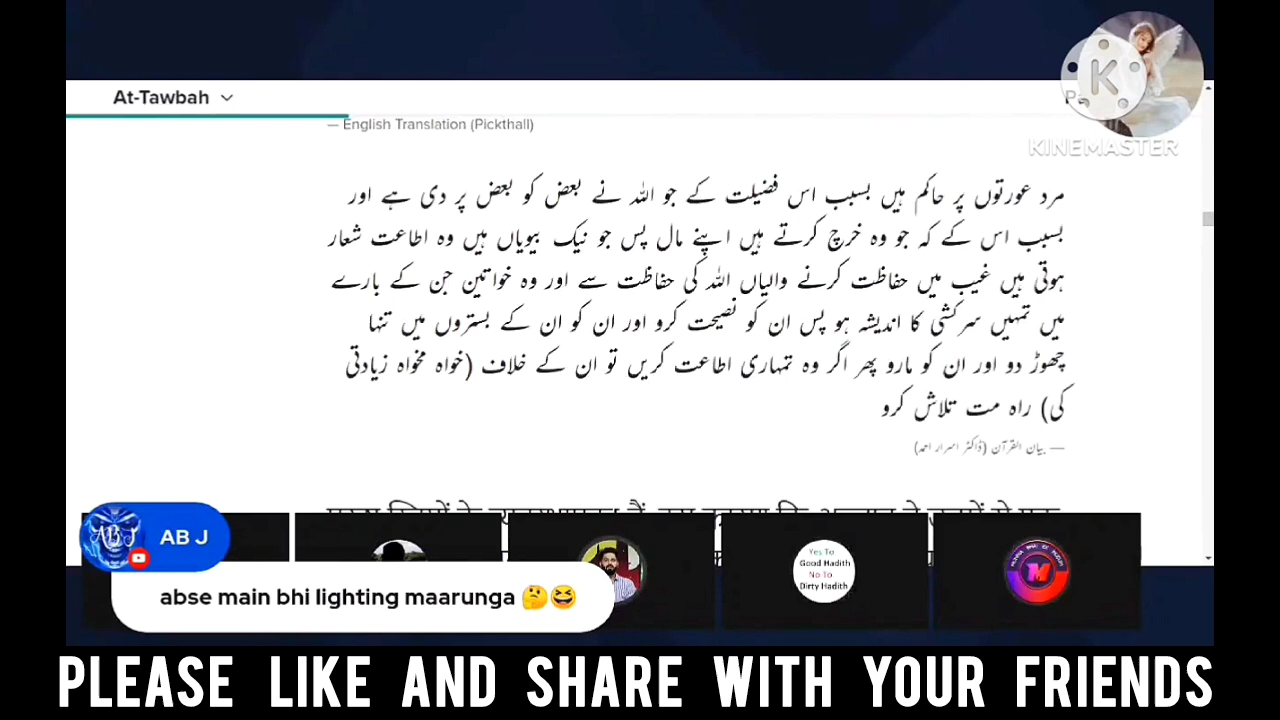 At-Tawbah
— English Translation (Pickthall)
K
KINEMASTER
مرد عورتوں پر حاکم ہیں بسبب اس فضیلت کے جو اللہ نے بعض کو بعض پر دی ہے اور
بسبب اس کے کہ جو وہ خرچ کرتے ہیں اپنے مال پس جو نیک بیویاں ہیں وہ اطاعت شعار
ہوتی ہیں غیب میں حفاظت کرنے والیاں اللہ کی حفاظت سے اور وہ خواتین جن کے بارے
میں تمہیں سرکشی کا اندیشہ ہو پس ان کو نصیحت کرو اور ان کو ان کے بستروں میں تنہا
چھوڑ دو اور ان کو مارو پھر اگر وہ تمہاری اطاعت کریں تو ان کے خلاف (خواہ مخواہ زیادتی
کی) راہ مت تلاش کرو
— بیان القرآن (ڈاکٹر اسرار احمد)
AB J
AB J
abse main bhi lighting maarunga 🤔😆
Yes To
Good Hadith
No To
Dirty Hadith
M
PLEASE LIKE AND SHARE WITH YOUR FRIENDS